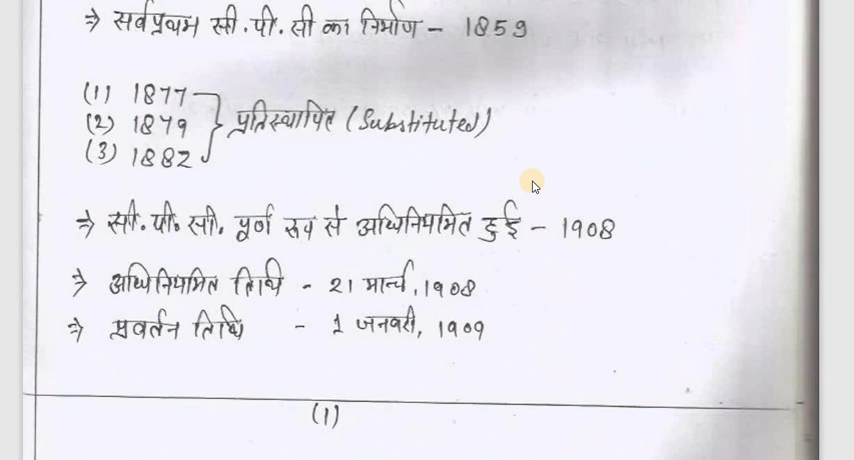 ⇒ सर्वप्रथम सी.पी.सी का निर्माण - 1859
(1) 1877
(2) 1879 } प्रतिस्थापित (Substituted)
(3) 1882
⇒ सी.पी.सी. पूर्ण रूप से अधिनियमित हुई - 1908
⇒ अधिनियमित तिथि - 21 मार्च, 1908
⇒ प्रवर्तन तिथि - 1 जनवरी, 1909
(1)